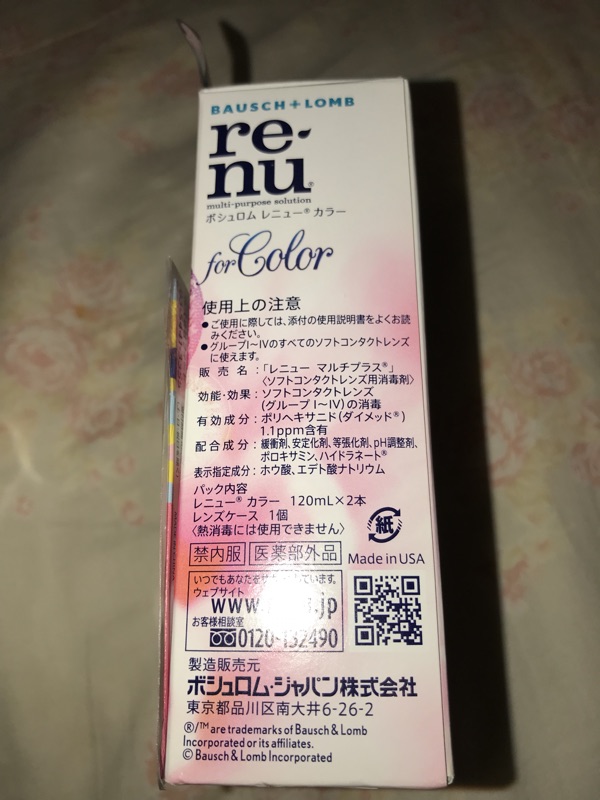 BAUSCH+LOMB
re-
nu®
multi-purpose solution
ボシュロム レニュー® カラー
for Color
使用上の注意
●ご使用に際しては、添付の使用説明書をよくお読
みください。
●グループI〜IVのすべてのソフトコンタクトレンズ
に使えます。
販売名：「レニュー マルチプラス®」
〈ソフトコンタクトレンズ用消毒剤〉
効能・効果：ソフトコンタクトレンズ
(グループ I〜IV)の消毒
有効成分：ポリヘキサニド(ダイメッド®)
1.1ppm含有
配合成分：緩衝剤、安定化剤、等張化剤、pH調整剤、
ポロキサミン、ハイドラネート®
表示指定成分：ホウ酸、エデト酸ナトリウム
パック内容
レニュー® カラー 120mL×2本
レンズケース 1個
〈熱消毒には使用できません〉
紙
禁内服 医薬部外品 Made in USA
いつでもあなたを しています。
ウェブサイト
www. .jp
お客様相談室
0120-132490
製造販売元
ボシュロム・ジャパン株式会社
東京都品川区南大井6-26-2
®/™ are trademarks of Bausch & Lomb
Incorporated or its affiliates.
© Bausch & Lomb Incorporated